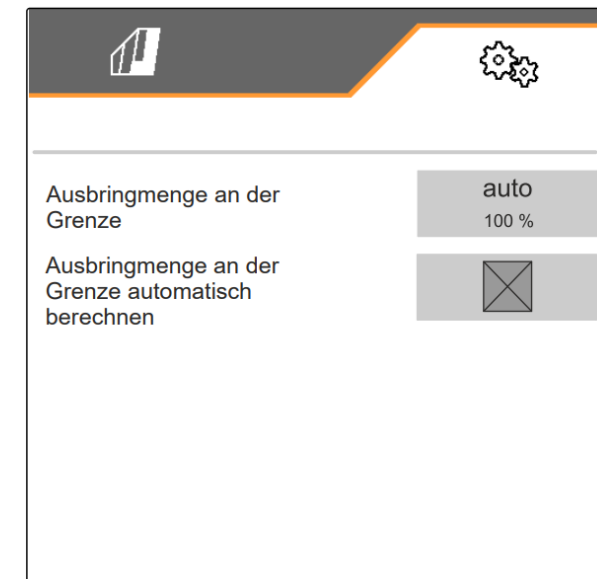 Ausbringmenge an der
Grenze
auto
100 %
Ausbringmenge an der
Grenze automatisch
berechnen